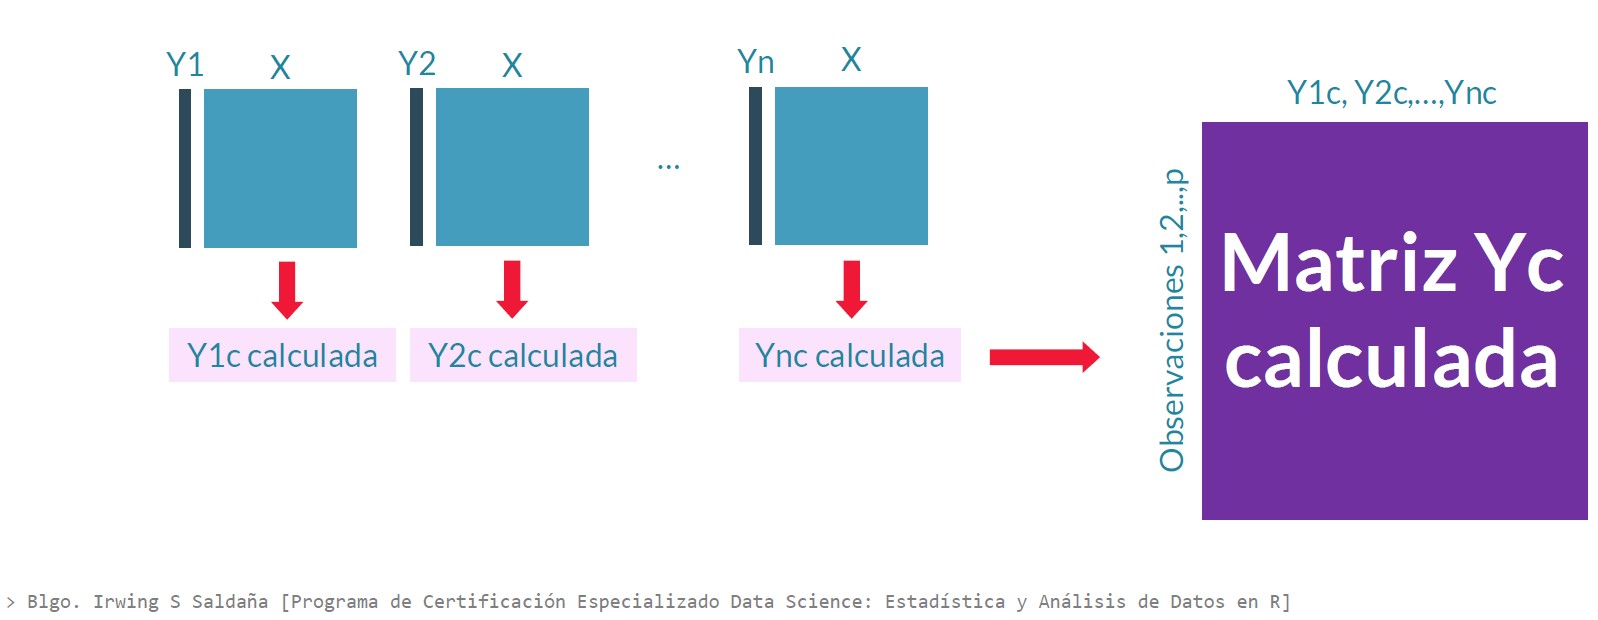 Y1 X
Y2 X
Yn X
...
Y1c calculada
Y2c calculada
Ync calculada
Y1c, Y2c,...,Ync
Observaciones 1,2,..,p
Matriz Yc
calculada
> Blgo. Irwing S Saldaña [Programa de Certificación Especializado Data Science: Estadística y Análisis de Datos en R]